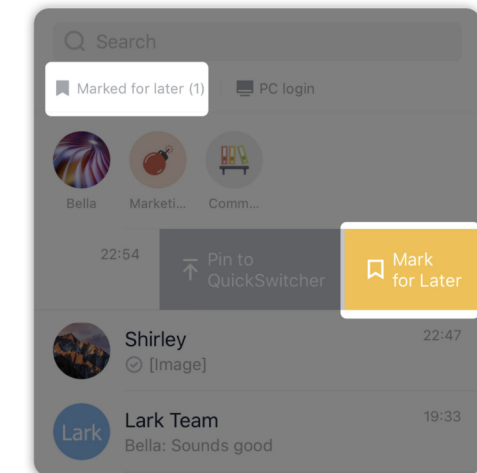 Search
Marked for later (1)
PC login
Bella
Marketi...
Comm...
22:54
Pin to
QuickSwitcher
Mark
for Later
Shirley
22:47
[Image]
Lark
Lark Team
19:33
Bella: Sounds good